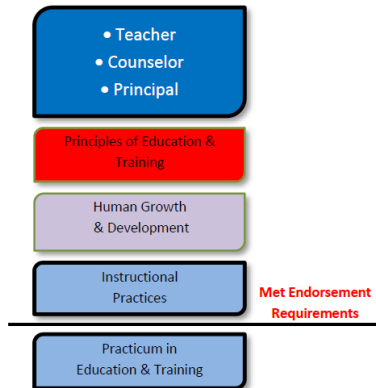 • Teacher
• Counselor
• Principal
Principles of Education &
Training
Human Growth
& Development
Instructional
Practices
Met Endorsement
Requirements
Practicum in
Education & Training